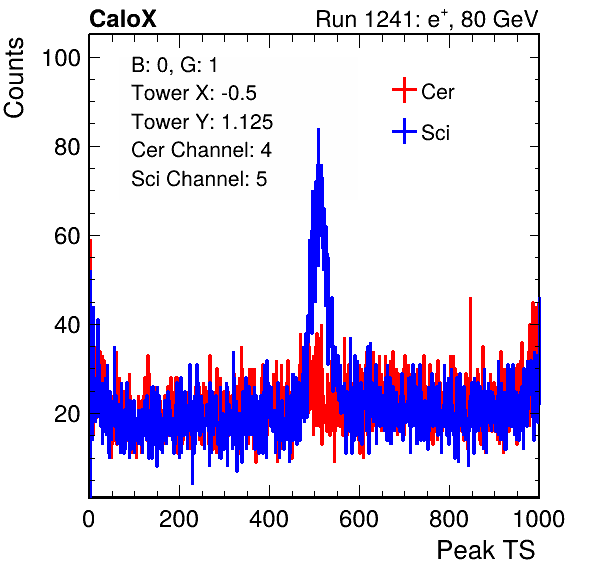 CaloX Run 1241: e⁺, 80 GeV
Counts
B: 0, G: 1
Tower X: -0.5
Tower Y: 1.125
Cer Channel: 4
Sci Channel: 5
Cer
Sci
100
80
60
40
20
0 200 400 600 800 1000
Peak TS